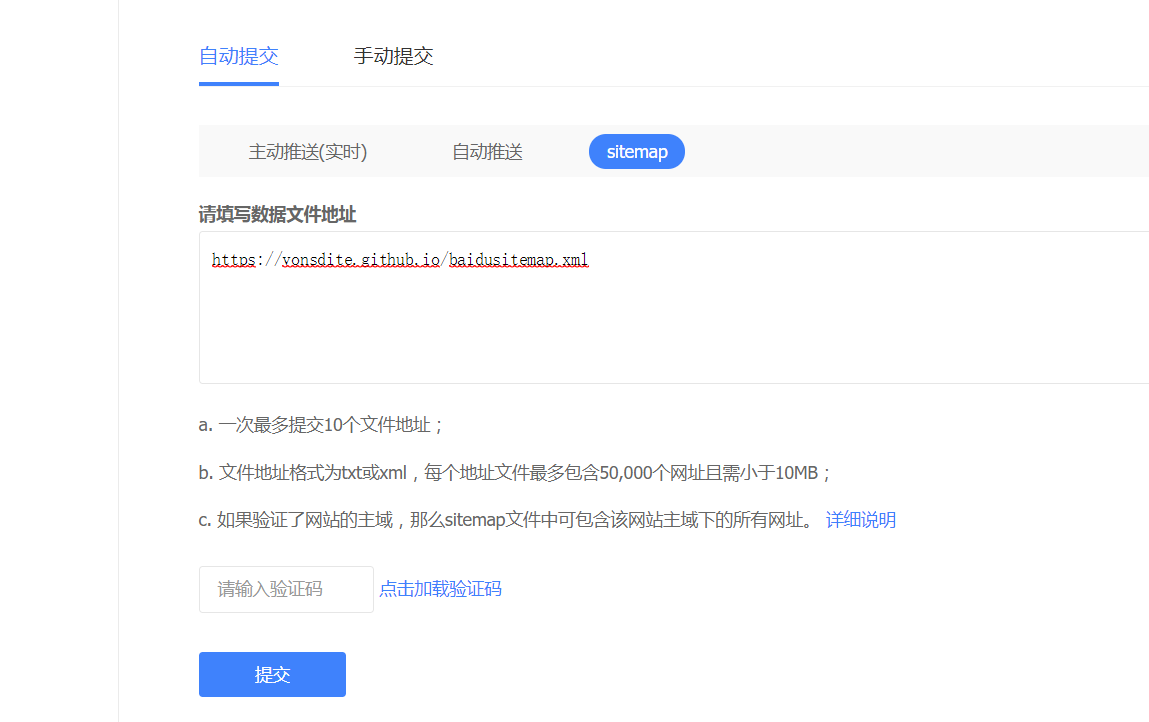 自动提交 手动提交
主动推送(实时) 自动推送 sitemap
请填写数据文件地址
https://vonsdite.github.io/baidusitemap.xml
a. 一次最多提交10个文件地址；
b. 文件地址格式为txt或xml，每个地址文件最多包含50,000个网址且需小于10MB；
c. 如果验证了网站的主域，那么sitemap文件中可包含该网站主域下的所有网址。 详细说明
请输入验证码 点击加载验证码
提交